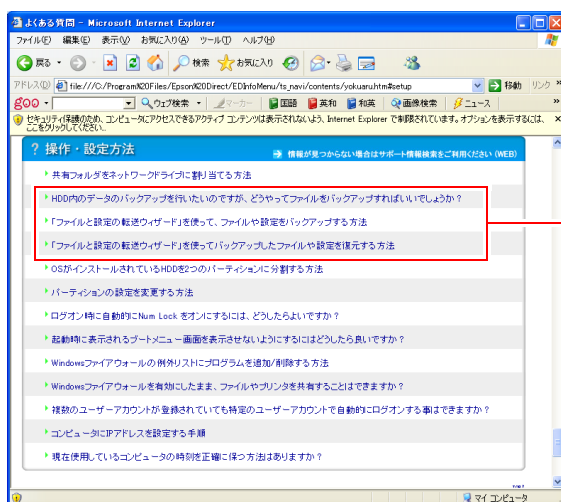 よくある質問 - Microsoft Internet Explorer
ファイル(F) 編集(E) 表示(V) お気に入り(A) ツール(T) ヘルプ(H)
戻る 検索 お気に入り
アドレス(D) file:///C:/Program%20Files/Epson%20Direct/EDInfoMenu/ts_navi/contents/yokuaru.htm#setup 移動 リンク »
goo ウェブ検索 マーカー 国語 英和 和英 画像検索 ニュース »
セキュリティ保護のため、コンピュータにアクセスできるアクティブ コンテンツは表示されないよう、Internet Explorer で制限されています。オプションを表示するには、
ここをクリックしてください... ×
? 操作・設定方法 情報が見つからない場合はサポート情報検索をご利用ください (WEB)
共有フォルダをネットワークドライブに割り当てる方法
HDD内のデータのバックアップを行いたいのですが、どうやってファイルをバックアップすればいいでしょうか?
「ファイルと設定の転送ウィザード」を使って、ファイルや設定をバックアップする方法
「ファイルと設定の転送ウィザード」を使ってバックアップしたファイルや設定を復元する方法
OSがインストールされているHDDを2つのパーティションに分割する方法
パーティションの設定を変更する方法
ログオン時に自動的にNum Lock をオンにするには、どうしたらよいですか?
起動時に表示されるブートメニュー画面を表示させないようにするにはどうしたら良いですか?
Windowsファイアウォールの例外リストにプログラムを追加/削除する方法
Windowsファイアウォールを有効にしたまま、ファイルやプリンタを共有することはできますか?
複数のユーザーアカウントが登録されていても特定のユーザーアカウントで自動的にログオンする事はできますか?
コンピュータにIPアドレスを設定する手順
現在使用しているコンピュータの時刻を正確に保つ方法はありますか?
マイ コンピュータ